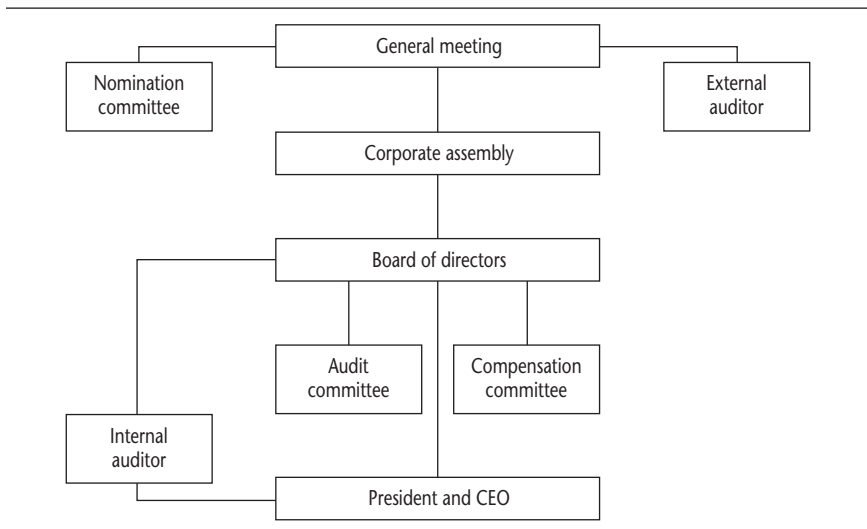 General meeting
Nomination
committee
External
auditor
Corporate assembly
Board of directors
Audit
committee
Compensation
committee
Internal
auditor
President and CEO